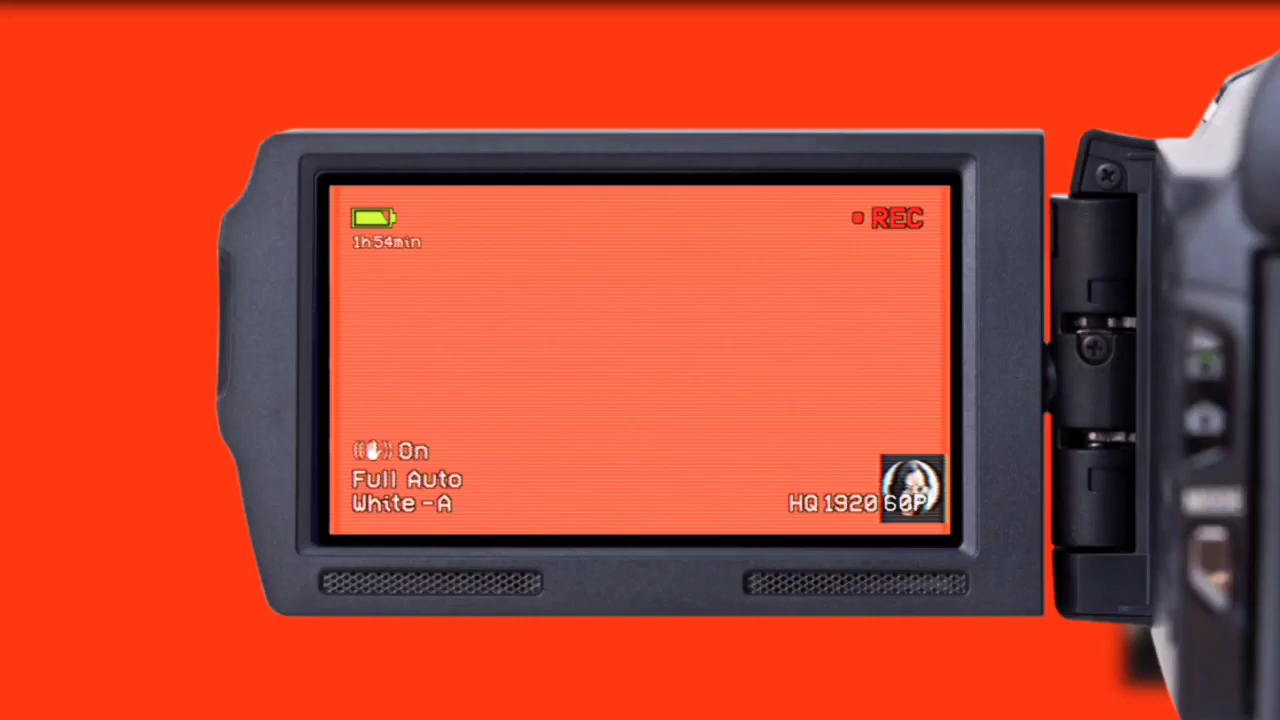 REC
1h54min
On
Full Auto
White-A
HQ 1920 60P